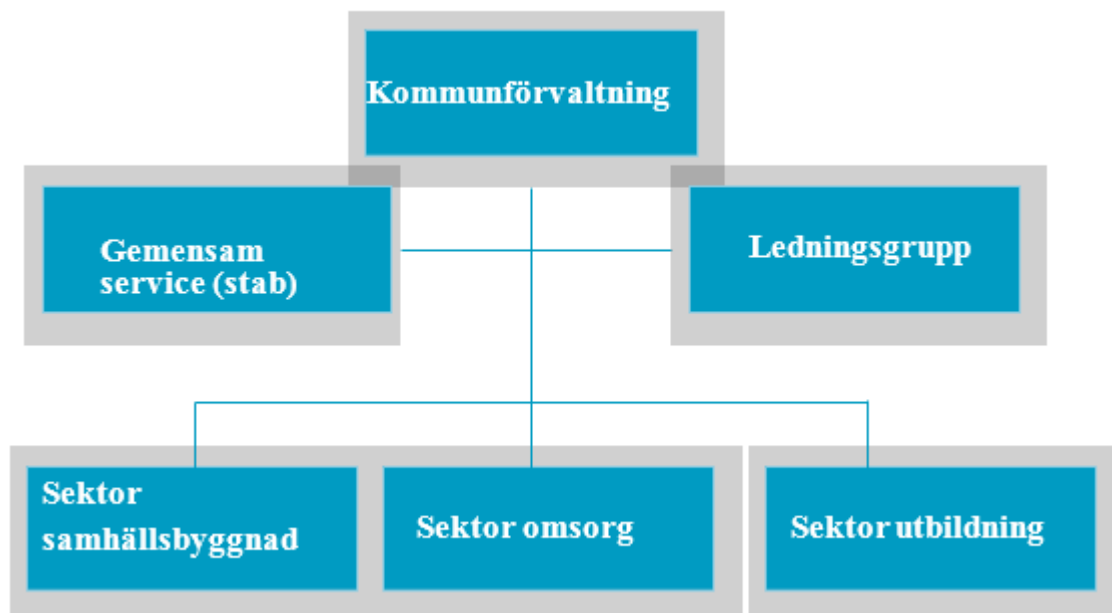 Kommunförvaltning
Gemensam
service (stab)
Ledningsgrupp
Sektor
samhällsbyggnad
Sektor omsorg
Sektor utbildning